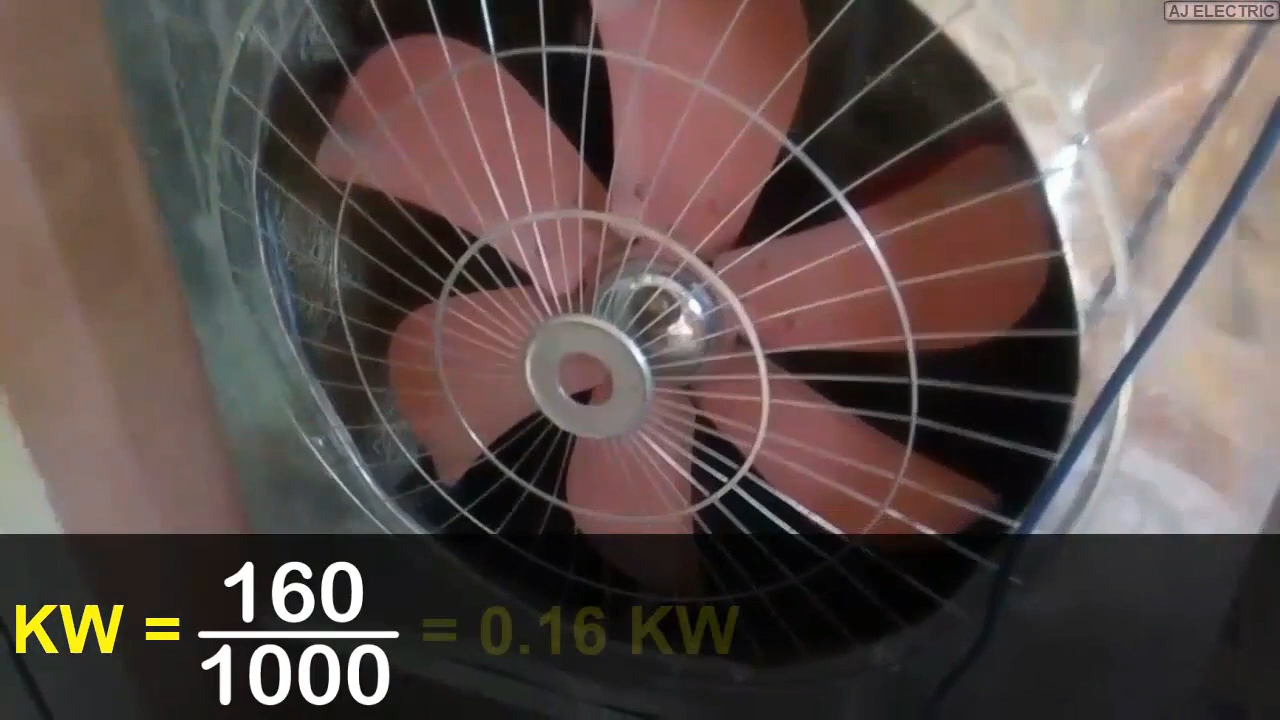 AJ ELECTRIC
KW = 160/1000 = 0.16 KW